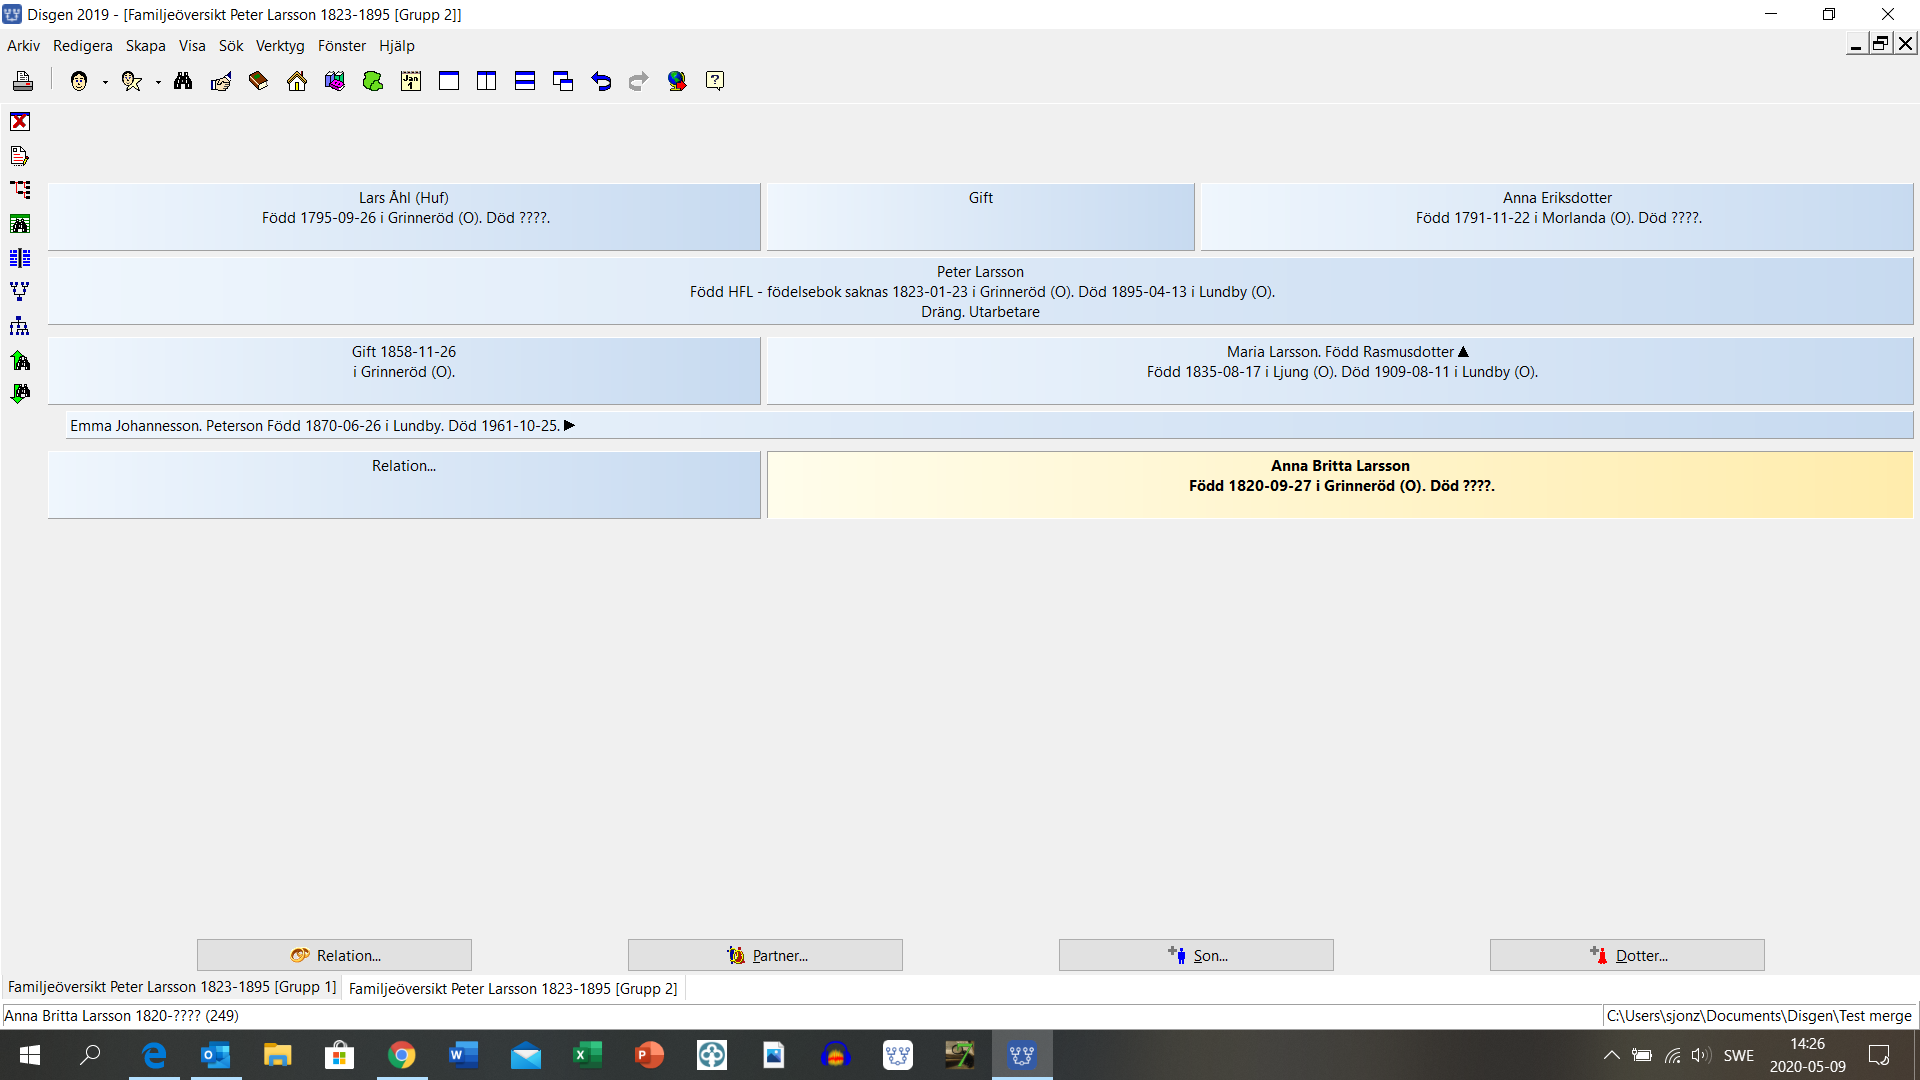 Disgen 2019 - [Familjeöversikt Peter Larsson 1823-1895 [Grupp 2]]
Arkiv Redigera Skapa Visa Sök Verktyg Fönster Hjälp
Jan
1
Lars Åhl (Huf)
Född 1795-09-26 i Grinneröd (O). Död ????.
Gift
Anna Eriksdotter
Född 1791-11-22 i Morlanda (O). Död ????.
Peter Larsson
Född HFL - födelsebok saknas 1823-01-23 i Grinneröd (O). Död 1895-04-13 i Lundby (O).
Dräng. Utarbetare
Gift 1858-11-26
i Grinneröd (O).
Maria Larsson. Född Rasmusdotter ▲
Född 1835-08-17 i Ljung (O). Död 1909-08-11 i Lundby (O).
Emma Johannesson. Peterson Född 1870-06-26 i Lundby. Död 1961-10-25. ▶
Relation...
Anna Britta Larsson
Född 1820-09-27 i Grinneröd (O). Död ????.
Relation... Partner... Son... Dotter...
Familjeöversikt Peter Larsson 1823-1895 [Grupp 1] Familjeöversikt Peter Larsson 1823-1895 [Grupp 2]
Anna Britta Larsson 1820-???? (249) C:\Users\sjonz\Documents\Disgen\Test merge
SWE
14:26
2020-05-09